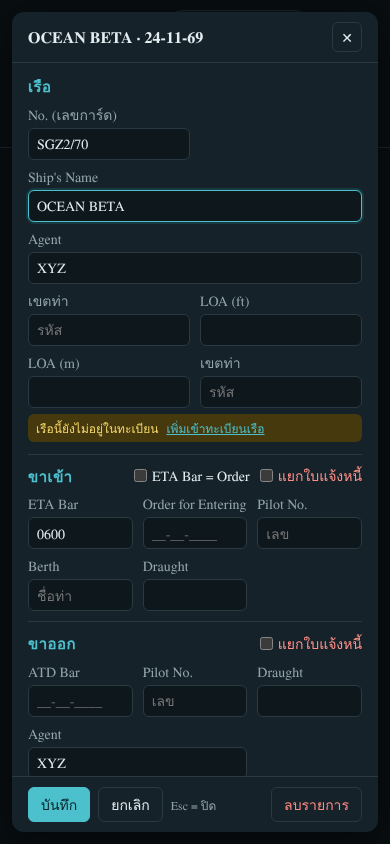 OCEAN BETA · 24-11-69 ✕
เรือ
No. (เลขการ์ด)
SGZ2/70
Ship's Name
OCEAN BETA
Agent
XYZ
เขตท่า LOA (ft)
รหัส
LOA (m) เขตท่า
รหัส
เรือนี้ยังไม่อยู่ในทะเบียน เพิ่มเข้าทะเบียนเรือ
ขาเข้า ETA Bar = Order แยกใบแจ้งหนี้
ETA Bar Order for Entering Pilot No.
0600 __-__-____ เลข
Berth Draught
ชื่อท่า
ขาออก แยกใบแจ้งหนี้
ATD Bar Pilot No. Draught
__-__-____ เลข
Agent
XYZ
บันทึก ยกเลิก Esc = ปิด ลบรายการ